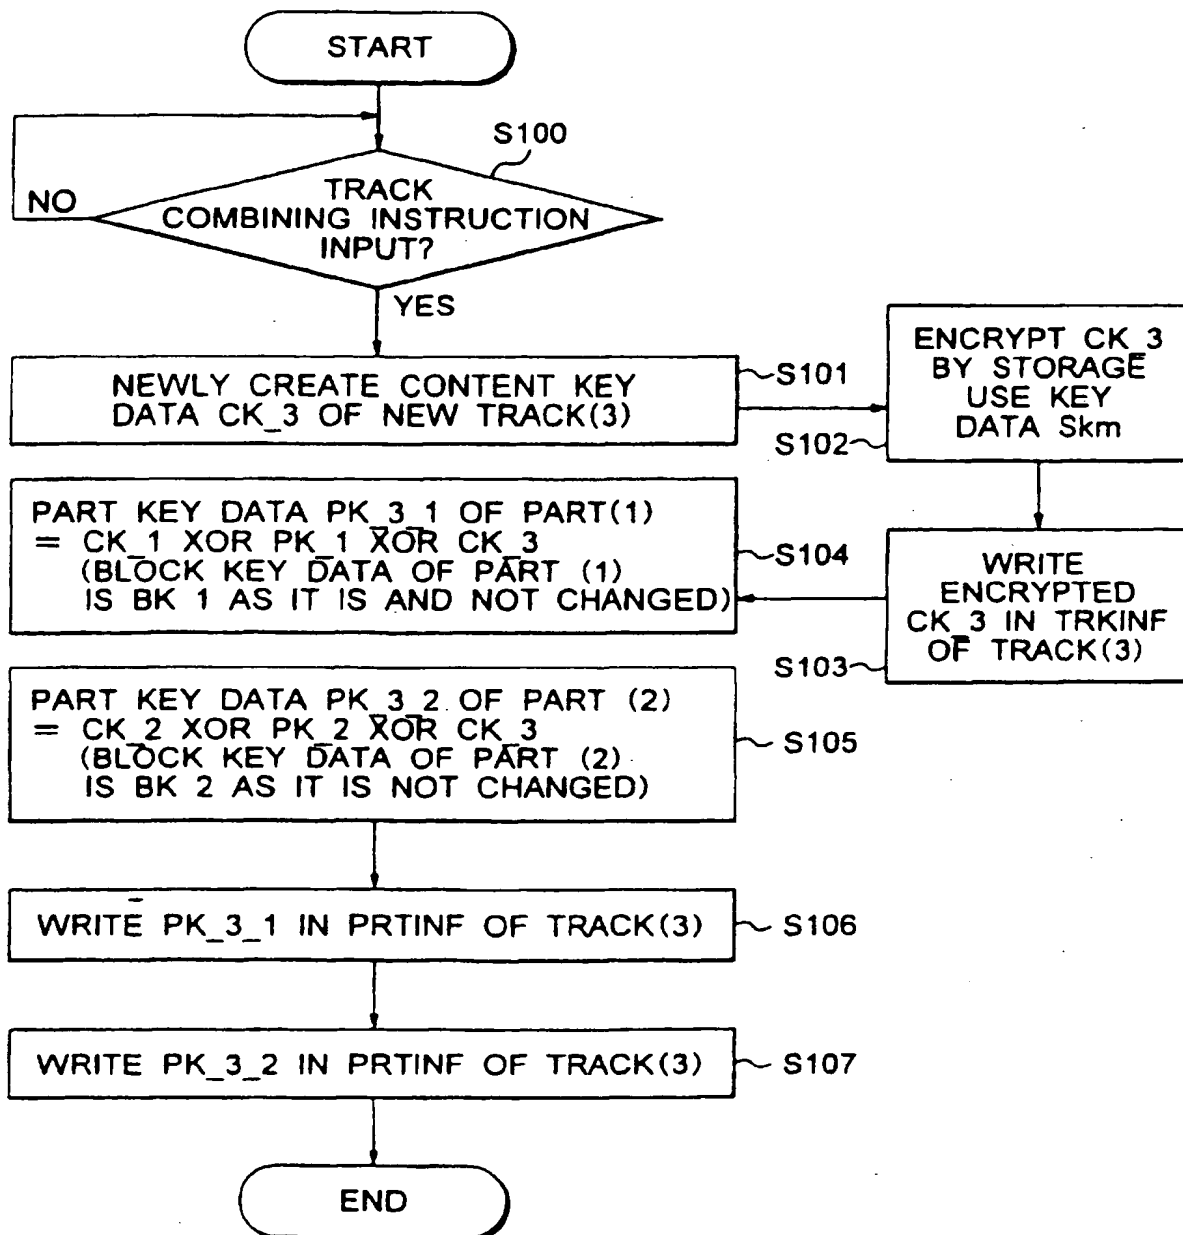 START
S100
NO
TRACK
COMBINING INSTRUCTION
INPUT?
YES
NEWLY CREATE CONTENT KEY
DATA CK_3 OF NEW TRACK(3)
S101
ENCRYPT CK_3
BY STORAGE
USE KEY
DATA Skm
S102
WRITE
ENCRYPTED
CK_3 IN TRKINF
OF TRACK(3)
S103
PART KEY DATA PK_3_1 OF PART(1)
= CK_1 XOR PK_1 XOR CK_3
(BLOCK KEY DATA OF PART (1)
IS BK 1 AS IT IS AND NOT CHANGED)
S104
PART KEY DATA PK_3_2 OF PART (2)
= CK_2 XOR PK_2 XOR CK_3
(BLOCK KEY DATA OF PART (2)
IS BK 2 AS IT IS NOT CHANGED)
S105
WRITE PK_3_1 IN PRTINF OF TRACK(3)
S106
WRITE PK_3_2 IN PRTINF OF TRACK(3)
S107
END